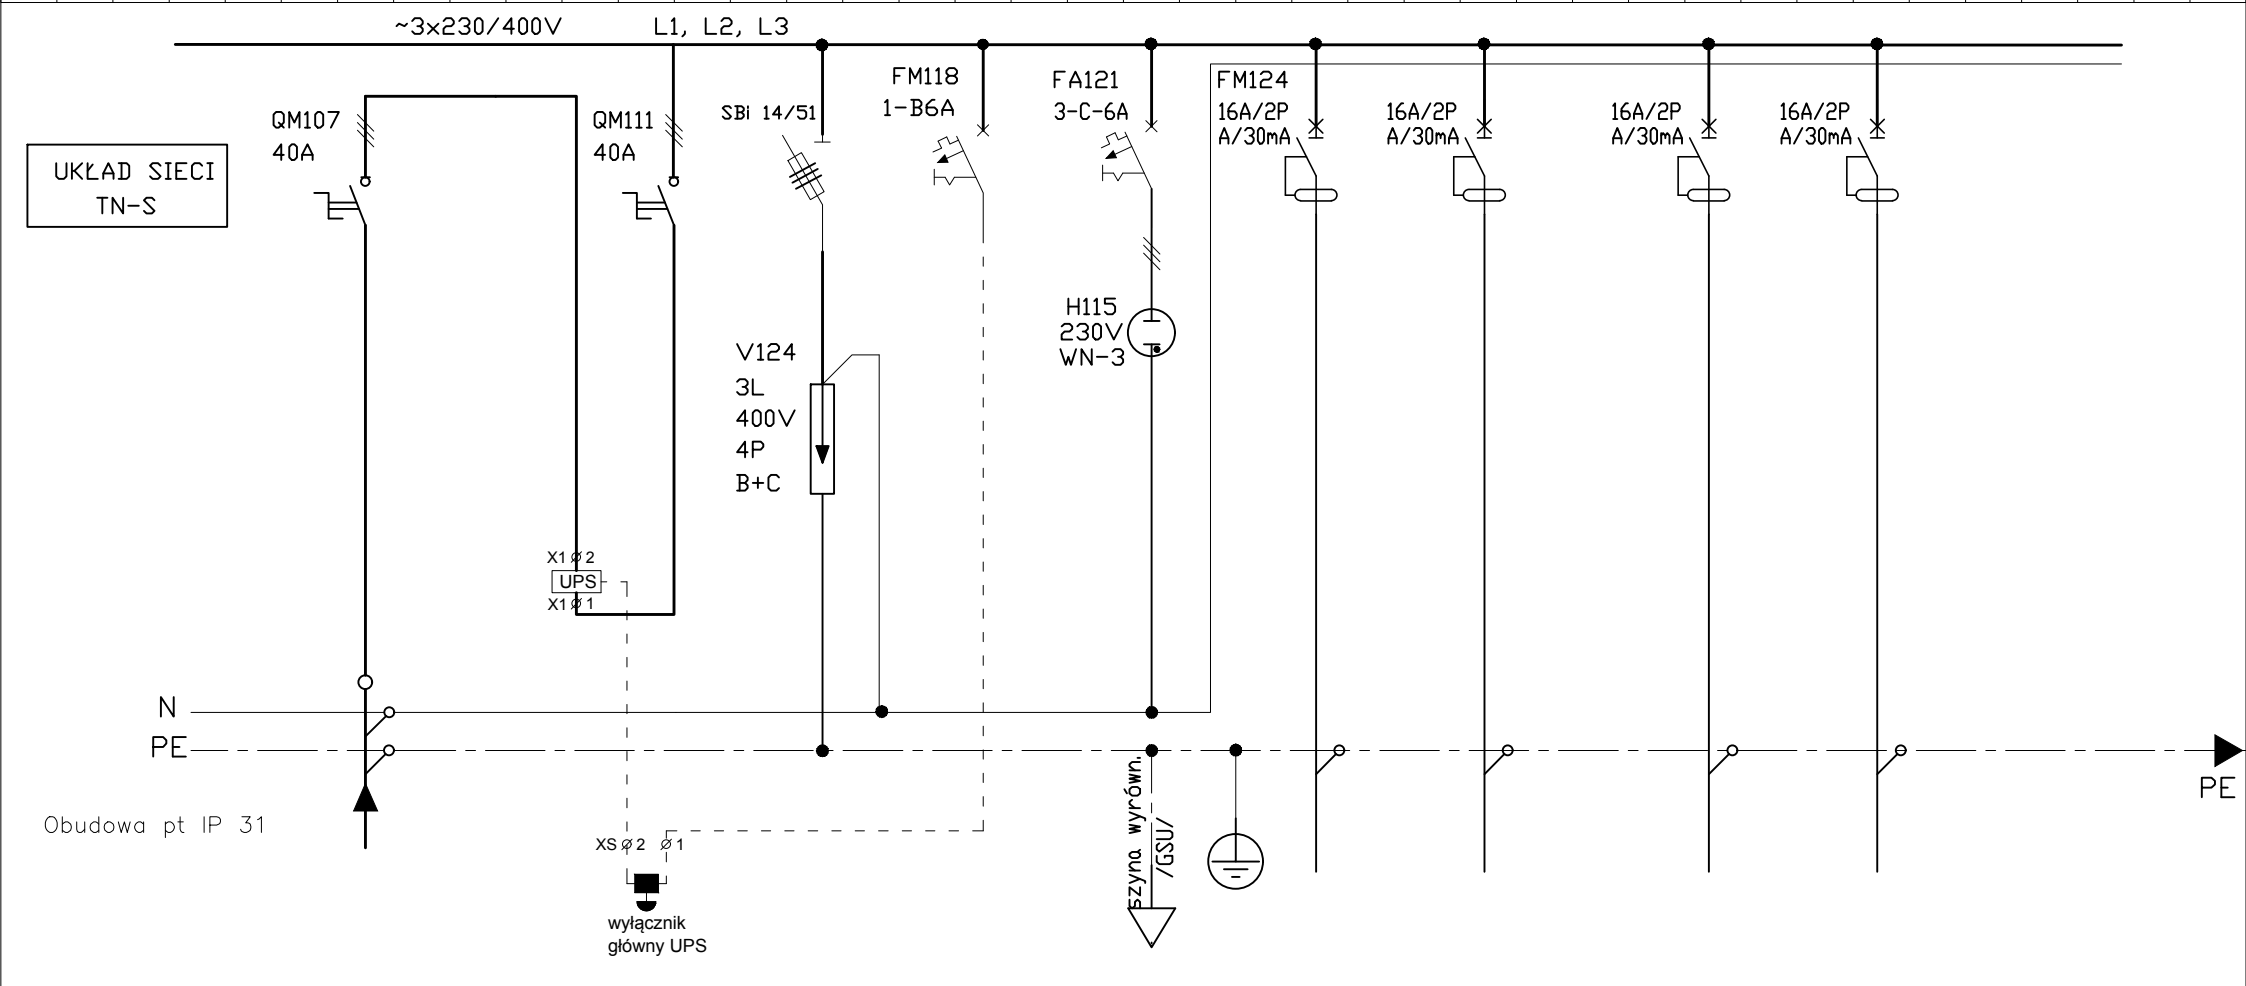 ~3x230/400V L1, L2, L3
UKŁAD SIECI
TN-S
QM107
40A
QM111
40A
SBi 14/51
FM118
1-B6A
FA121
3-C-6A
FM124
16A/2P
A/30mA
16A/2P
A/30mA
16A/2P
A/30mA
16A/2P
A/30mA
H115
230V
WN-3
V124
3L
400V
4P
B+C
X1 2
UPS
X1 1
N
PE
PE
Obudowa pt IP 31
XS 2 1
wyłącznik
główny UPS
szyna wyrówn.
/GSU/